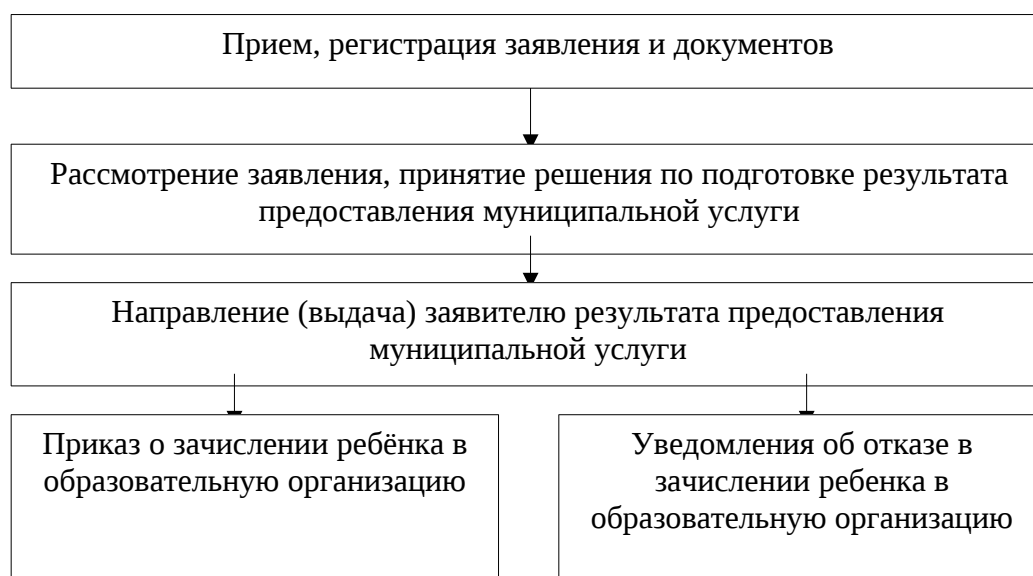 Прием, регистрация заявления и документов
Рассмотрение заявления, принятие решения по подготовке результата
предоставления муниципальной услуги
Направление (выдача) заявителю результата предоставления
муниципальной услуги
Приказ о зачислении ребёнка в
образовательную организацию
Уведомления об отказе в
зачислении ребенка в
образовательную организацию